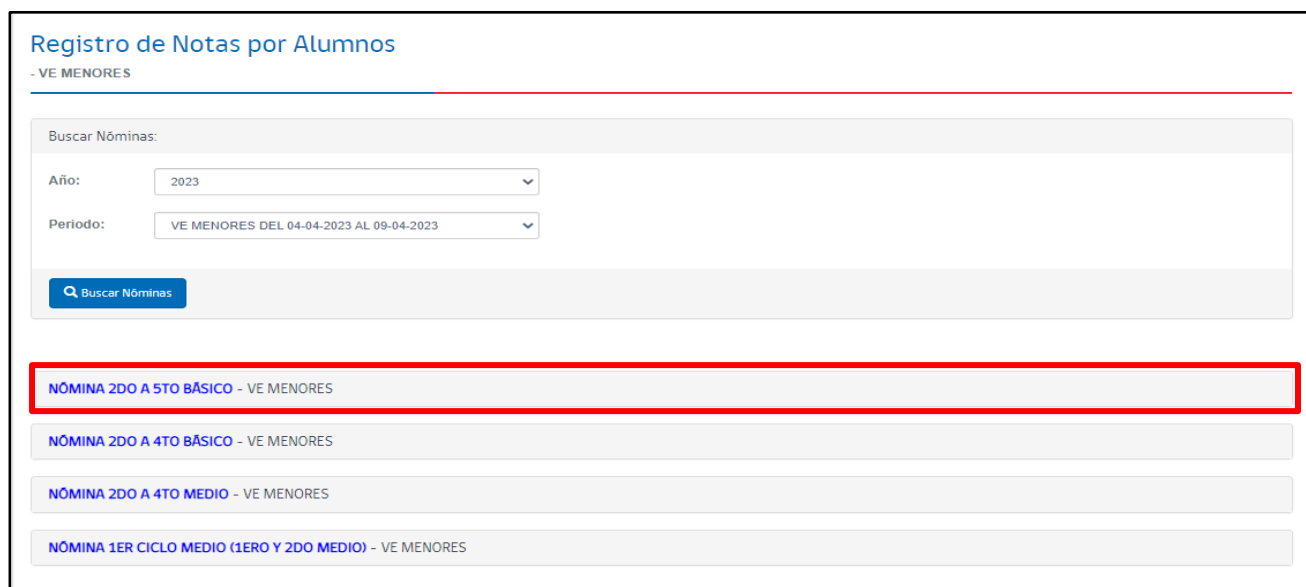 Registro de Notas por Alumnos
- VE MENORES
Buscar Nóminas:
Año: 2023
Periodo: VE MENORES DEL 04-04-2023 AL 09-04-2023
Buscar Nóminas
NÓMINA 2DO A 5TO BÁSICO - VE MENORES
NÓMINA 2DO A 4TO BÁSICO - VE MENORES
NÓMINA 2DO A 4TO MEDIO - VE MENORES
NÓMINA 1ER CICLO MEDIO (1ERO Y 2DO MEDIO) - VE MENORES